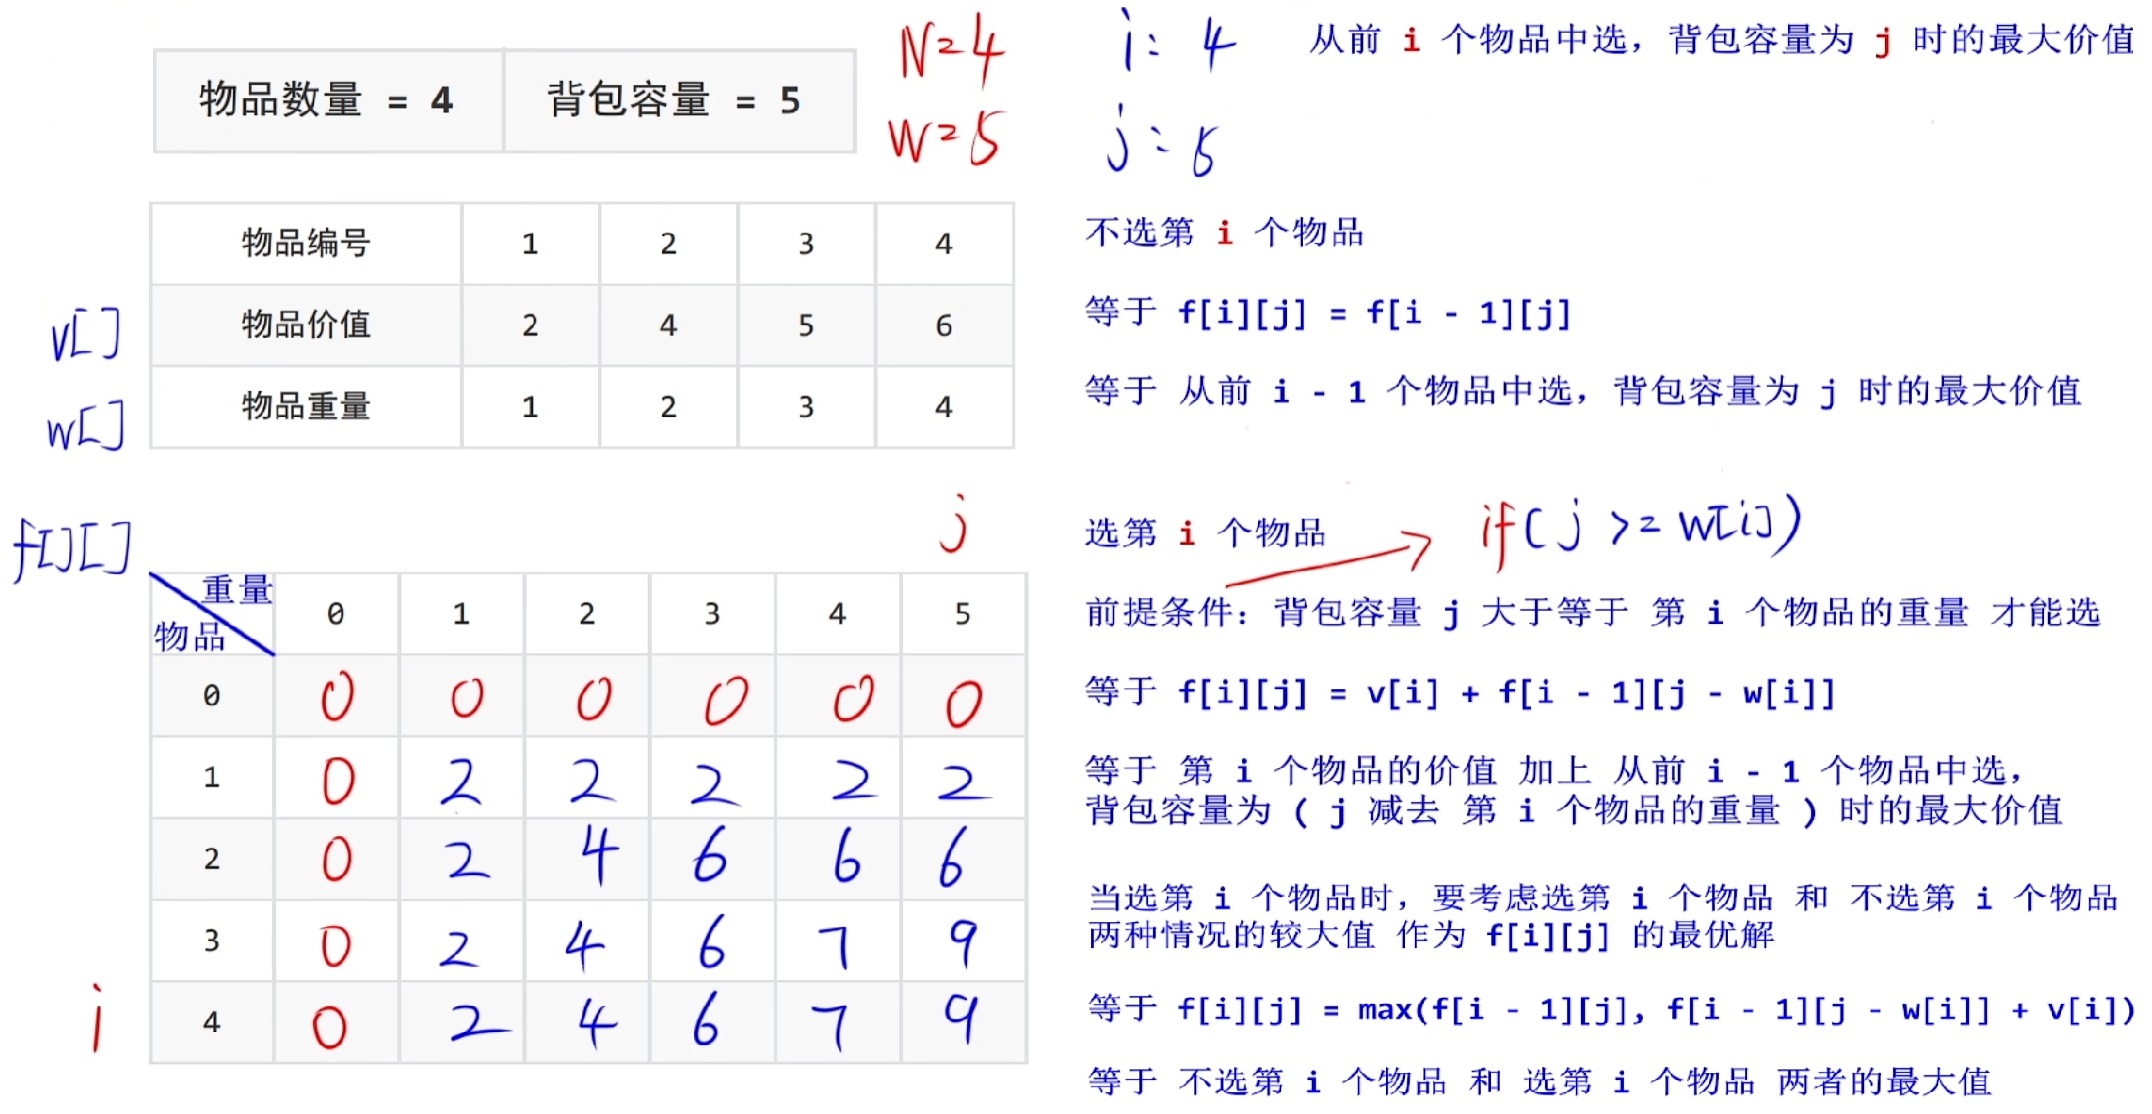 物品数量 = 4 背包容量 = 5
N=4
W=5
i: 4
j: 5
从前 i 个物品中选, 背包容量为 j 时的最大价值
物品编号 1 2 3 4
v[] 物品价值 2 4 5 6
w[] 物品重量 1 2 3 4
不选第 i 个物品
等于 f[i][j] = f[i - 1][j]
等于 从前 i - 1 个物品中选, 背包容量为 j 时的最大价值
f[][]
j
重量 0 1 2 3 4 5
物品
0 0 0 0 0 0 0
1 0 2 2 2 2 2
2 0 2 4 6 6 6
3 0 2 4 6 7 9
i 4 0 2 4 6 7 9
选第 i 个物品 if( j >= w[i])
前提条件: 背包容量 j 大于等于 第 i 个物品的重量 才能选
等于 f[i][j] = v[i] + f[i - 1][j - w[i]]
等于 第 i 个物品的价值 加上 从前 i - 1 个物品中选,
背包容量为 ( j 减去 第 i 个物品的重量 ) 时的最大价值
当选第 i 个物品时, 要考虑选第 i 个物品 和 不选第 i 个物品
两种情况的较大值 作为 f[i][j] 的最优解
等于 f[i][j] = max(f[i - 1][j], f[i - 1][j - w[i]] + v[i])
等于 不选第 i 个物品 和 选第 i 个物品 两者的最大值